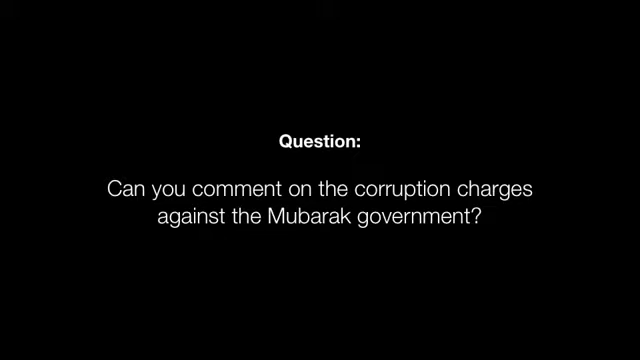 Question:
Can you comment on the corruption charges
against the Mubarak government?